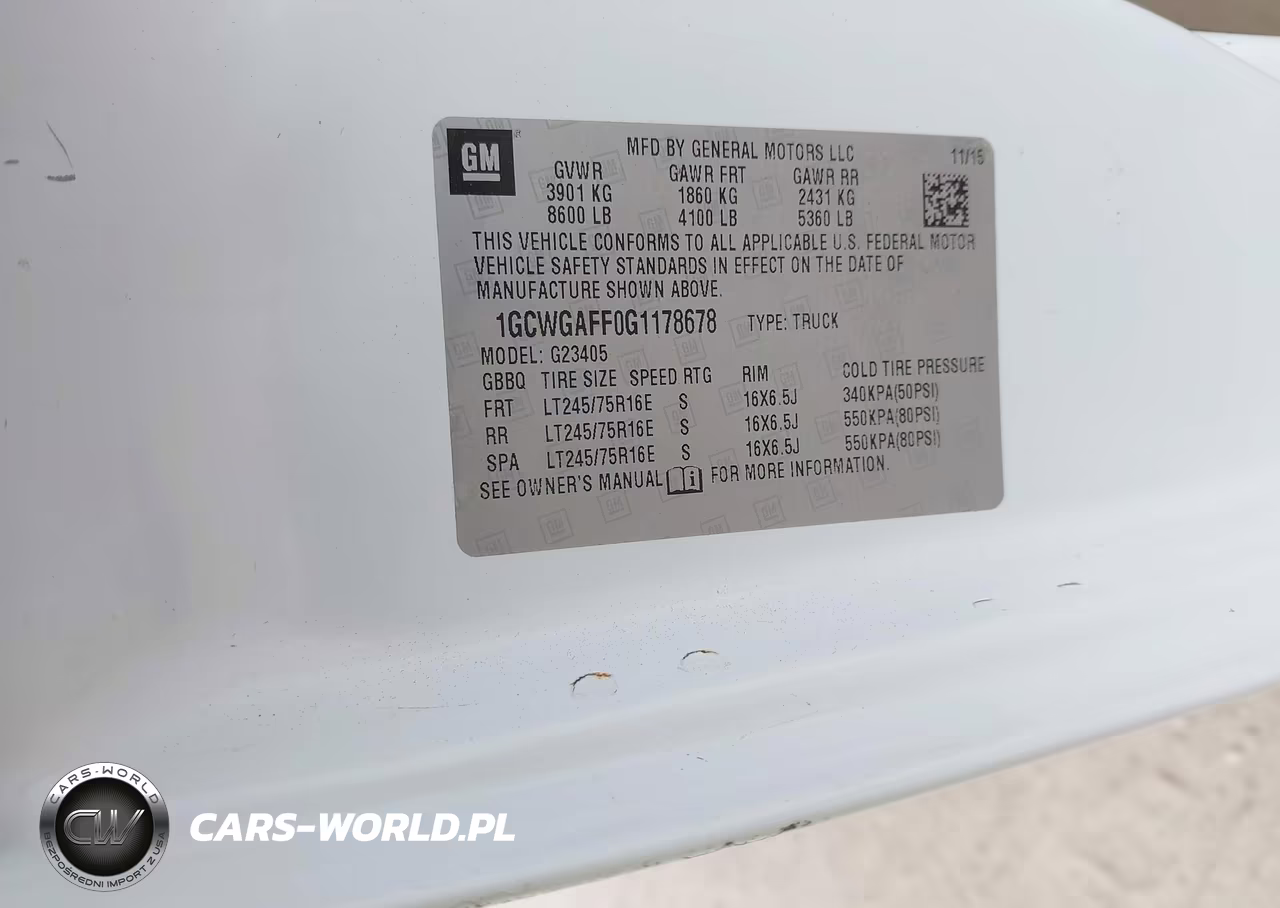 GM
MFD BY GENERAL MOTORS LLC 11/15
GVWR GAWR FRT GAWR RR
3901 KG 1860 KG 2431 KG
8600 LB 4100 LB 5360 LB
THIS VEHICLE CONFORMS TO ALL APPLICABLE U.S. FEDERAL MOTOR
VEHICLE SAFETY STANDARDS IN EFFECT ON THE DATE OF
MANUFACTURE SHOWN ABOVE.
1GCWGAFF0G1178678 TYPE: TRUCK
MODEL: G23405
GBBQ TIRE SIZE SPEED RTG RIM COLD TIRE PRESSURE
FRT LT245/75R16E S 16X6.5J 340KPA(50PSI)
RR LT245/75R16E S 16X6.5J 550KPA(80PSI)
SPA LT245/75R16E S 16X6.5J 550KPA(80PSI)
SEE OWNER'S MANUAL FOR MORE INFORMATION.
CARS-WORLD
CW
BEZPOŚREDNI IMPORT Z USA
CARS-WORLD.PL